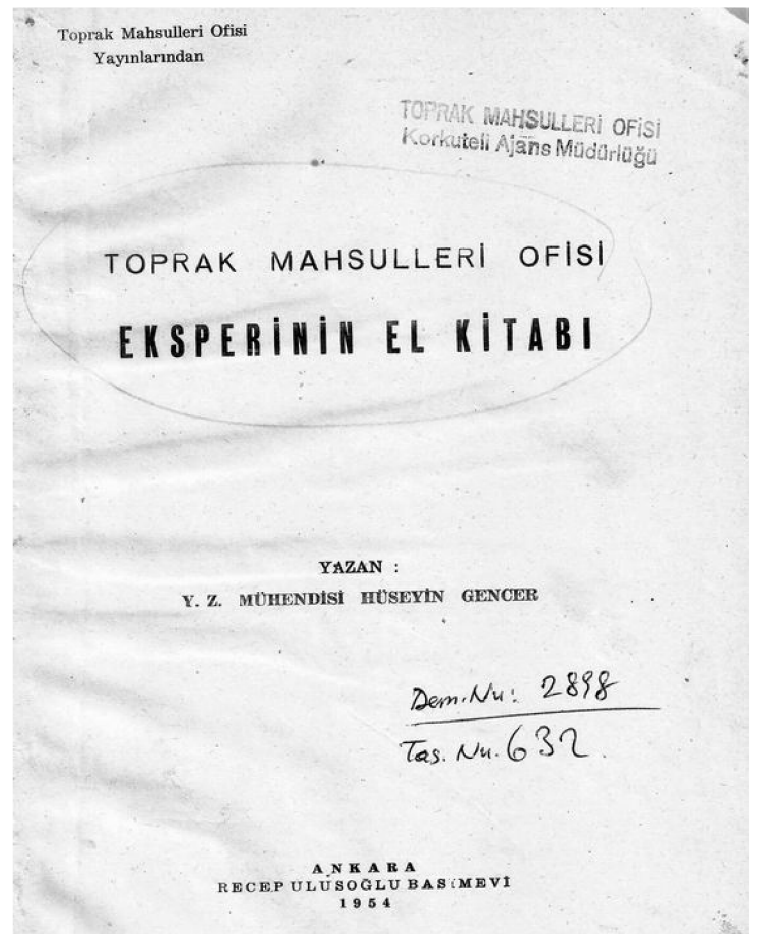 Toprak Mahsulleri Ofisi
Yayınlarından
TOPRAK MAHSULLERİ OFİSİ
Korkuteli Ajans Müdürlüğü
TOPRAK MAHSULLERİ OFİSİ
EKSPERİNİN EL KİTABI
YAZAN :
Y. Z. MÜHENDİSİ HÜSEYİN GENCER
Dem. Nu: 2898
Tas. Nu. 632
ANKARA
RECEP ULUSOĞLU BASIMEVİ
1954